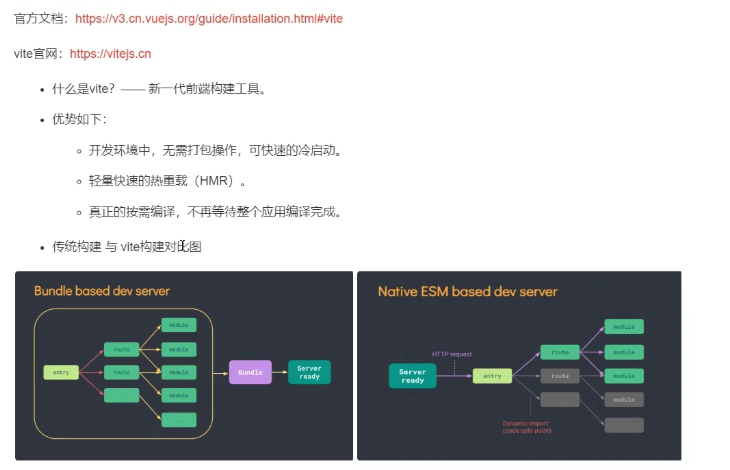 官方文档：https://v3.cn.vuejs.org/guide/installation.html#vite
vite官网：https://vitejs.cn
什么是vite？—— 新一代前端构建工具。
优势如下：
开发环境中，无需打包操作，可快速的冷启动。
轻量快速的热重载（HMR）。
真正的按需编译，不再等待整个应用编译完成。
传统构建 与 vite构建对比图
Bundle based dev server
entry
route
route
...
module
module
module
module
...
Bundle
Server
ready
Native ESM based dev server
Server
ready
HTTP request
entry
Dynamic import
(code split point)
route
route
...
module
module
module
module
...